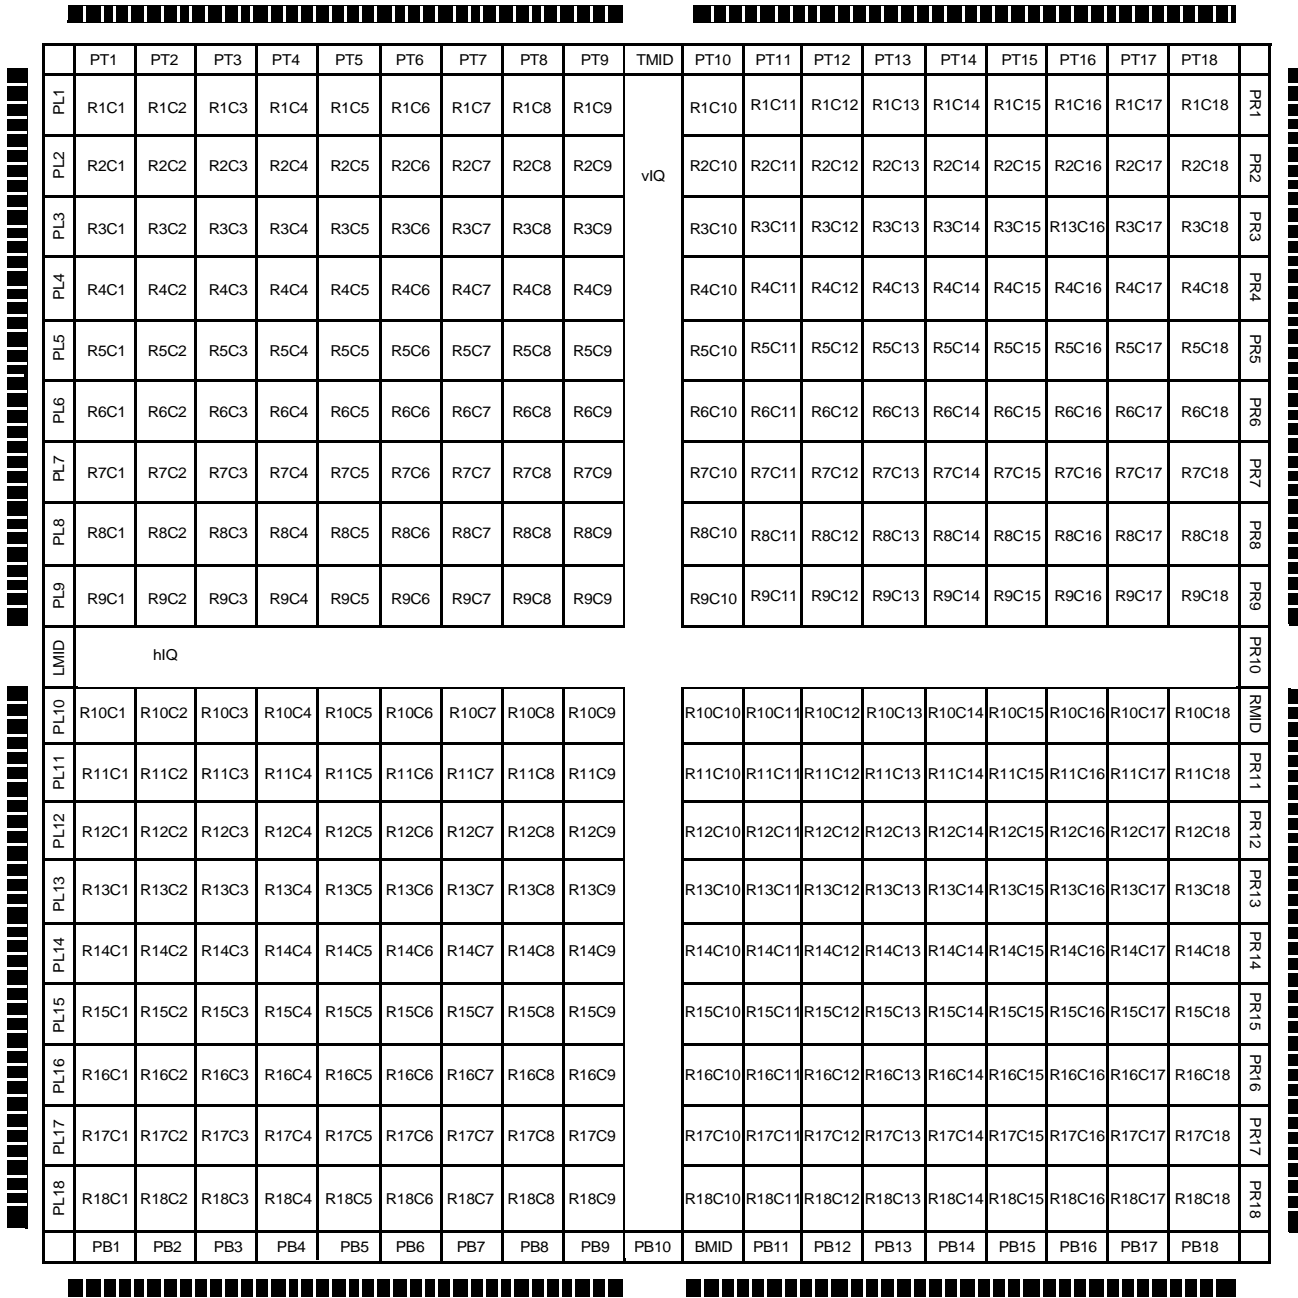 PT1 PT2 PT3 PT4 PT5 PT6 PT7 PT8 PT9 TMID PT10 PT11 PT12 PT13 PT14 PT15 PT16 PT17 PT18
PL1 R1C1 R1C2 R1C3 R1C4 R1C5 R1C6 R1C7 R1C8 R1C9 R1C10 R1C11 R1C12 R1C13 R1C14 R1C15 R1C16 R1C17 R1C18 PR1
PL2 R2C1 R2C2 R2C3 R2C4 R2C5 R2C6 R2C7 R2C8 R2C9 vIQ R2C10 R2C11 R2C12 R2C13 R2C14 R2C15 R2C16 R2C17 R2C18 PR2
PL3 R3C1 R3C2 R3C3 R3C4 R3C5 R3C6 R3C7 R3C8 R3C9 R3C10 R3C11 R3C12 R3C13 R3C14 R3C15 R13C16 R3C17 R3C18 PR3
PL4 R4C1 R4C2 R4C3 R4C4 R4C5 R4C6 R4C7 R4C8 R4C9 R4C10 R4C11 R4C12 R4C13 R4C14 R4C15 R4C16 R4C17 R4C18 PR4
PL5 R5C1 R5C2 R5C3 R5C4 R5C5 R5C6 R5C7 R5C8 R5C9 R5C10 R5C11 R5C12 R5C13 R5C14 R5C15 R5C16 R5C17 R5C18 PR5
PL6 R6C1 R6C2 R6C3 R6C4 R6C5 R6C6 R6C7 R6C8 R6C9 R6C10 R6C11 R6C12 R6C13 R6C14 R6C15 R6C16 R6C17 R6C18 PR6
PL7 R7C1 R7C2 R7C3 R7C4 R7C5 R7C6 R7C7 R7C8 R7C9 R7C10 R7C11 R7C12 R7C13 R7C14 R7C15 R7C16 R7C17 R7C18 PR7
PL8 R8C1 R8C2 R8C3 R8C4 R8C5 R8C6 R8C7 R8C8 R8C9 R8C10 R8C11 R8C12 R8C13 R8C14 R8C15 R8C16 R8C17 R8C18 PR8
PL9 R9C1 R9C2 R9C3 R9C4 R9C5 R9C6 R9C7 R9C8 R9C9 R9C10 R9C11 R9C12 R9C13 R9C14 R9C15 R9C16 R9C17 R9C18 PR9
LMID hIQ PR10
PL10 R10C1 R10C2 R10C3 R10C4 R10C5 R10C6 R10C7 R10C8 R10C9 R10C10 R10C11 R10C12 R10C13 R10C14 R10C15 R10C16 R10C17 R10C18 RMID
PL11 R11C1 R11C2 R11C3 R11C4 R11C5 R11C6 R11C7 R11C8 R11C9 R11C10 R11C11 R11C12 R11C13 R11C14 R11C15 R11C16 R11C17 R11C18 PR11
PL12 R12C1 R12C2 R12C3 R12C4 R12C5 R12C6 R12C7 R12C8 R12C9 R12C10 R12C11 R12C12 R12C13 R12C14 R12C15 R12C16 R12C17 R12C18 PR12
PL13 R13C1 R13C2 R13C3 R13C4 R13C5 R13C6 R13C7 R13C8 R13C9 R13C10 R13C11 R13C12 R13C13 R13C14 R13C15 R13C16 R13C17 R13C18 PR13
PL14 R14C1 R14C2 R14C3 R14C4 R14C5 R14C6 R14C7 R14C8 R14C9 R14C10 R14C11 R14C12 R14C13 R14C14 R14C15 R14C16 R14C17 R14C18 PR14
PL15 R15C1 R15C2 R15C3 R15C4 R15C5 R15C6 R15C7 R15C8 R15C9 R15C10 R15C11 R15C12 R15C13 R15C14 R15C15 R15C16 R15C17 R15C18 PR15
PL16 R16C1 R16C2 R16C3 R16C4 R16C5 R16C6 R16C7 R16C8 R16C9 R16C10 R16C11 R16C12 R16C13 R16C14 R16C15 R16C16 R16C17 R16C18 PR16
PL17 R17C1 R17C2 R17C3 R17C4 R17C5 R17C6 R17C7 R17C8 R17C9 R17C10 R17C11 R17C12 R17C13 R17C14 R17C15 R17C16 R17C17 R17C18 PR17
PL18 R18C1 R18C2 R18C3 R18C4 R18C5 R18C6 R18C7 R18C8 R18C9 R18C10 R18C11 R18C12 R18C13 R18C14 R18C15 R18C16 R18C17 R18C18 PR18
PB1 PB2 PB3 PB4 PB5 PB6 PB7 PB8 PB9 PB10 BMID PB11 PB12 PB13 PB14 PB15 PB16 PB17 PB18